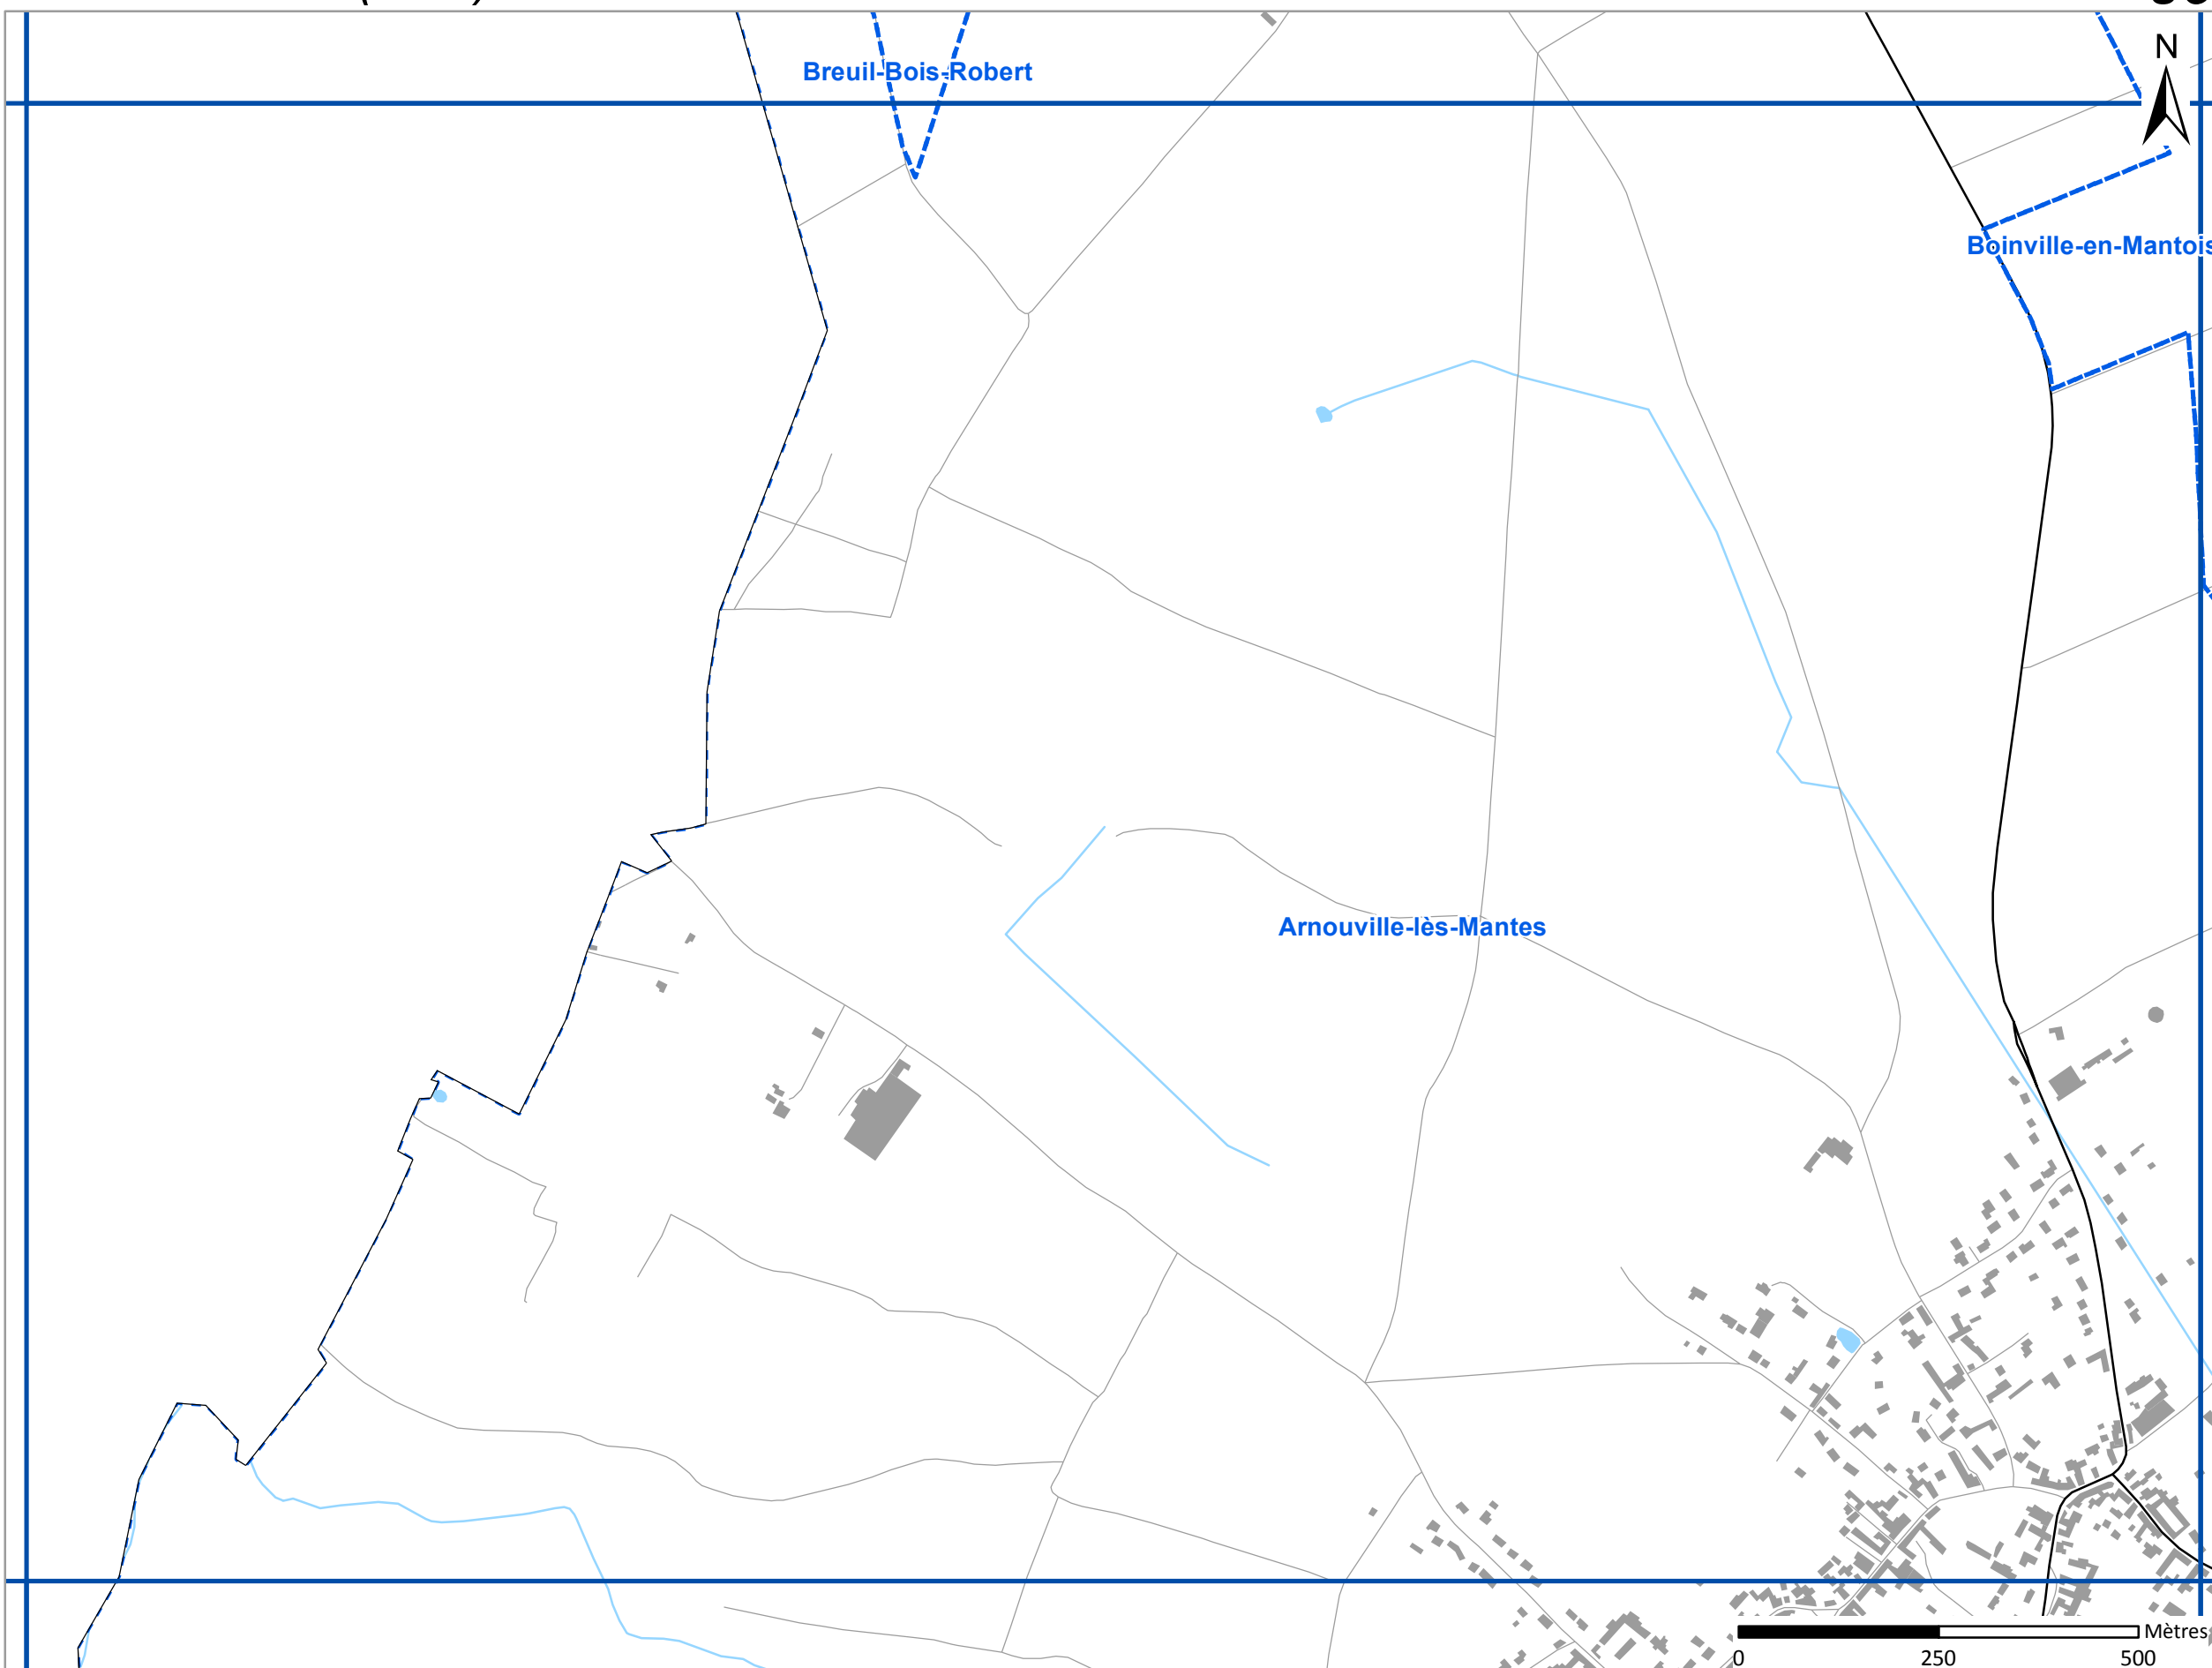 N
Breuil-Bois-Robert
Boinville-en-Mantois
Arnouville-lès-Mantes
Mètres
0 250 500